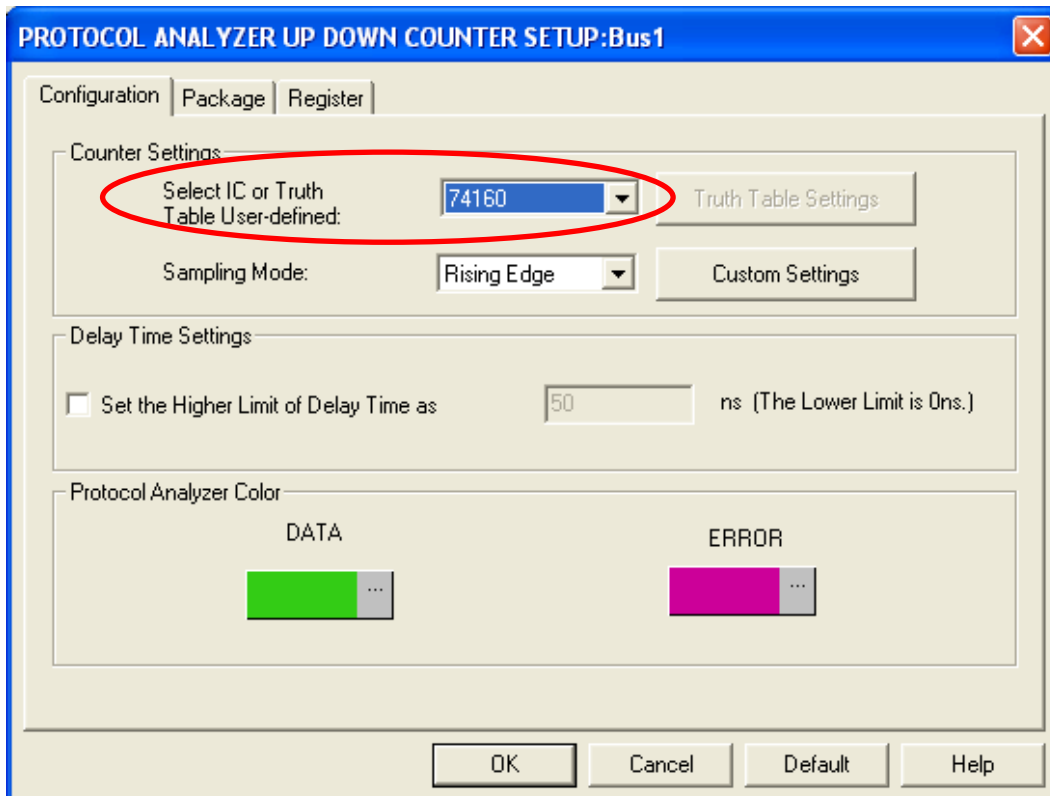 PROTOCOL ANALYZER UP DOWN COUNTER SETUP:Bus1
Configuration Package Register
Counter Settings
Select IC or Truth
Table User-defined:
74160
Truth Table Settings
Sampling Mode:
Rising Edge
Custom Settings
Delay Time Settings
Set the Higher Limit of Delay Time as 50 ns (The Lower Limit is 0ns.)
Protocol Analyzer Color
DATA ERROR
... ...
OK Cancel Default Help